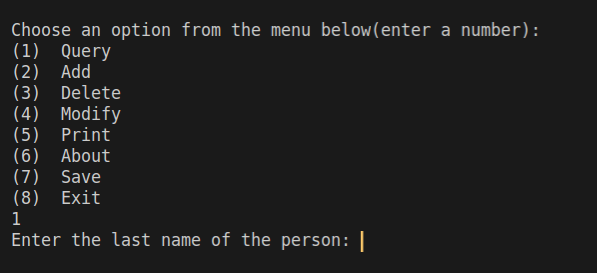 Choose an option from the menu below(enter a number):
(1)  Query
(2)  Add
(3)  Delete
(4)  Modify
(5)  Print
(6)  About
(7)  Save
(8)  Exit
1
Enter the last name of the person: